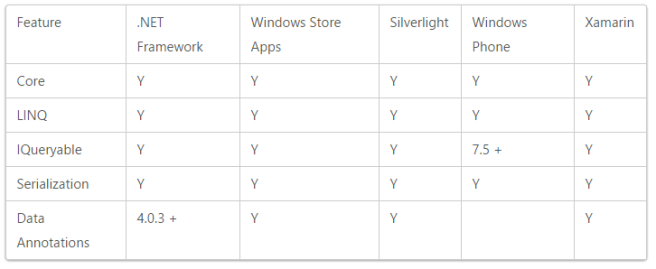 Feature .NET Framework Windows Store Apps Silverlight Windows Phone Xamarin
Core Y Y Y Y Y
LINQ Y Y Y Y Y
IQueryable Y Y Y 7.5 + Y
Serialization Y Y Y Y Y
Data Annotations 4.0.3 + Y Y Y